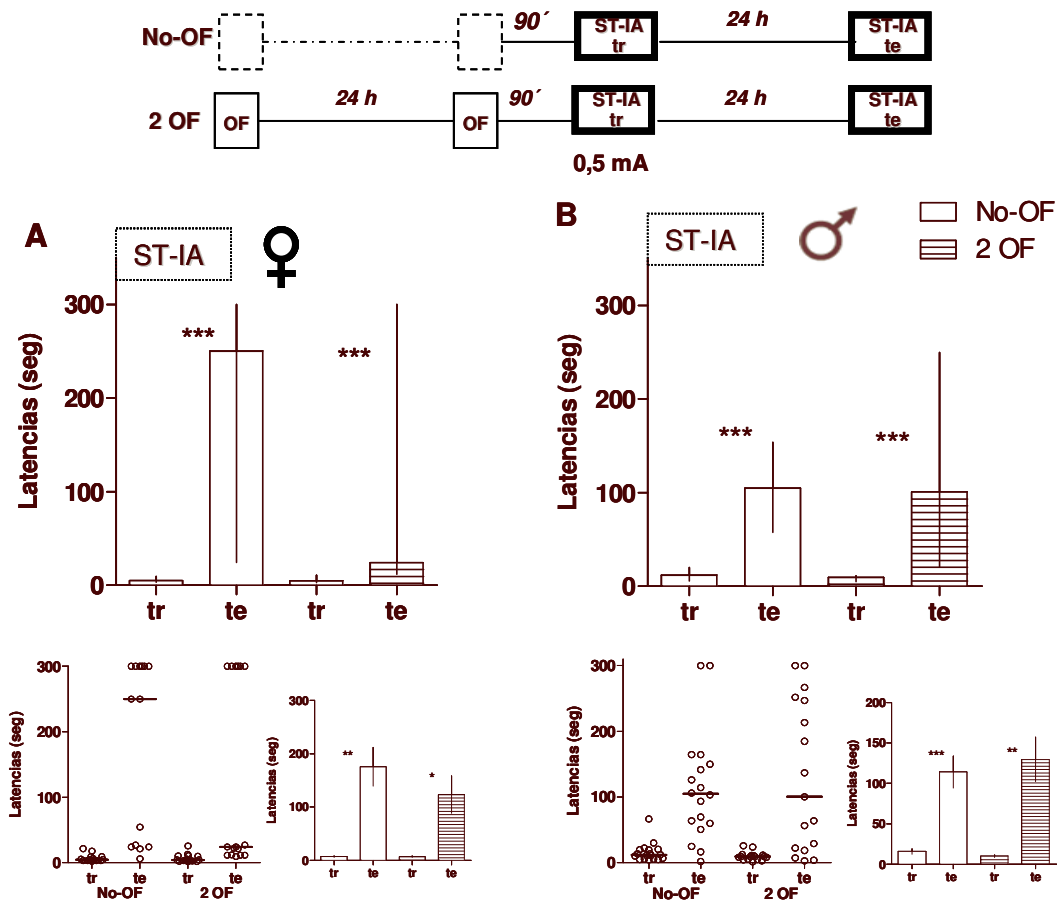 No-OF 90´ ST-IA tr 24 h ST-IA te
2 OF OF 24 h OF 90´ ST-IA tr 24 h ST-IA te
0,5 mA
A
ST-IA
♀
Latencias (seg)
300
200
100
0
***
***
tr te tr te
B
ST-IA
♂
No-OF
2 OF
Latencias (seg)
300
200
100
0
***
***
tr te tr te
Latencias (seg)
300
200
100
0
tr te tr te
No-OF 2 OF
Latencias (seg)
300
200
100
0
**
*
tr te tr te
Latencias (seg)
300
200
100
0
tr te tr te
No-OF 2 OF
Latencias (seg)
200
150
100
50
0
***
**
tr te tr te